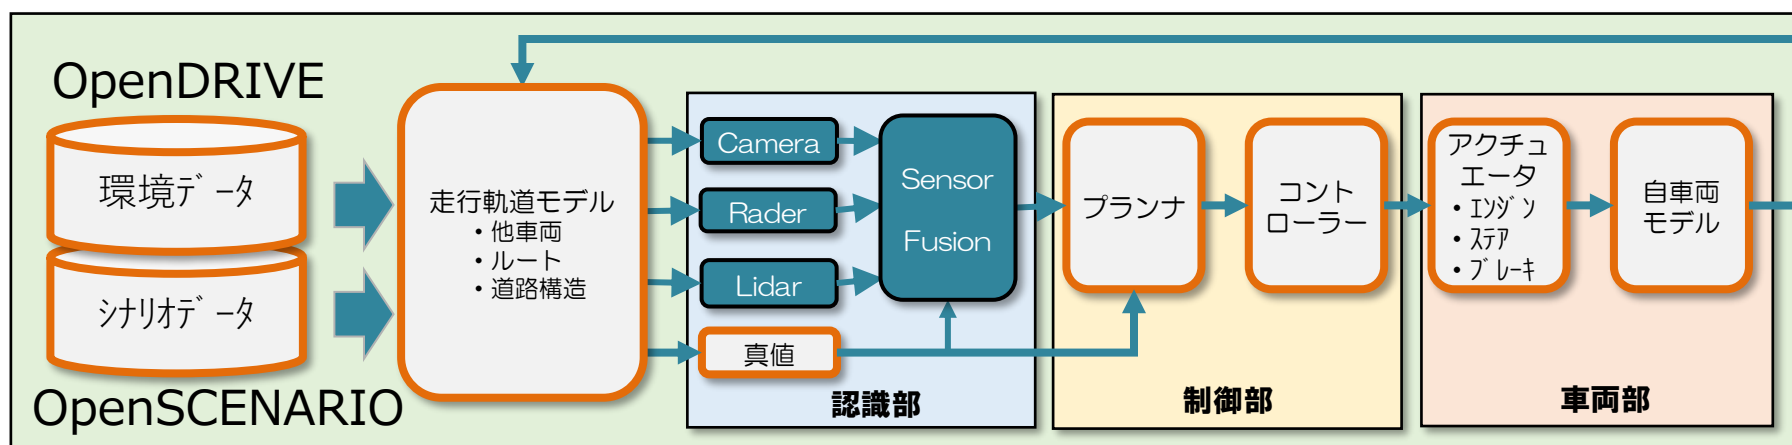 OpenDRIVE
環境ﾃﾞｰﾀ
ｼﾅﾘｵﾃﾞｰﾀ
OpenSCENARIO
走行軌道モデル
・他車両
・ルート
・道路構造
Camera
Rader
Lidar
真値
Sensor
Fusion
認識部
プランナ
コント
ローラー
制御部
アクチュ
エータ
・ｴﾝｼﾞﾝ
・ｽﾃｱ
・ﾌﾞﾚｰｷ
自車両
モデル
車両部